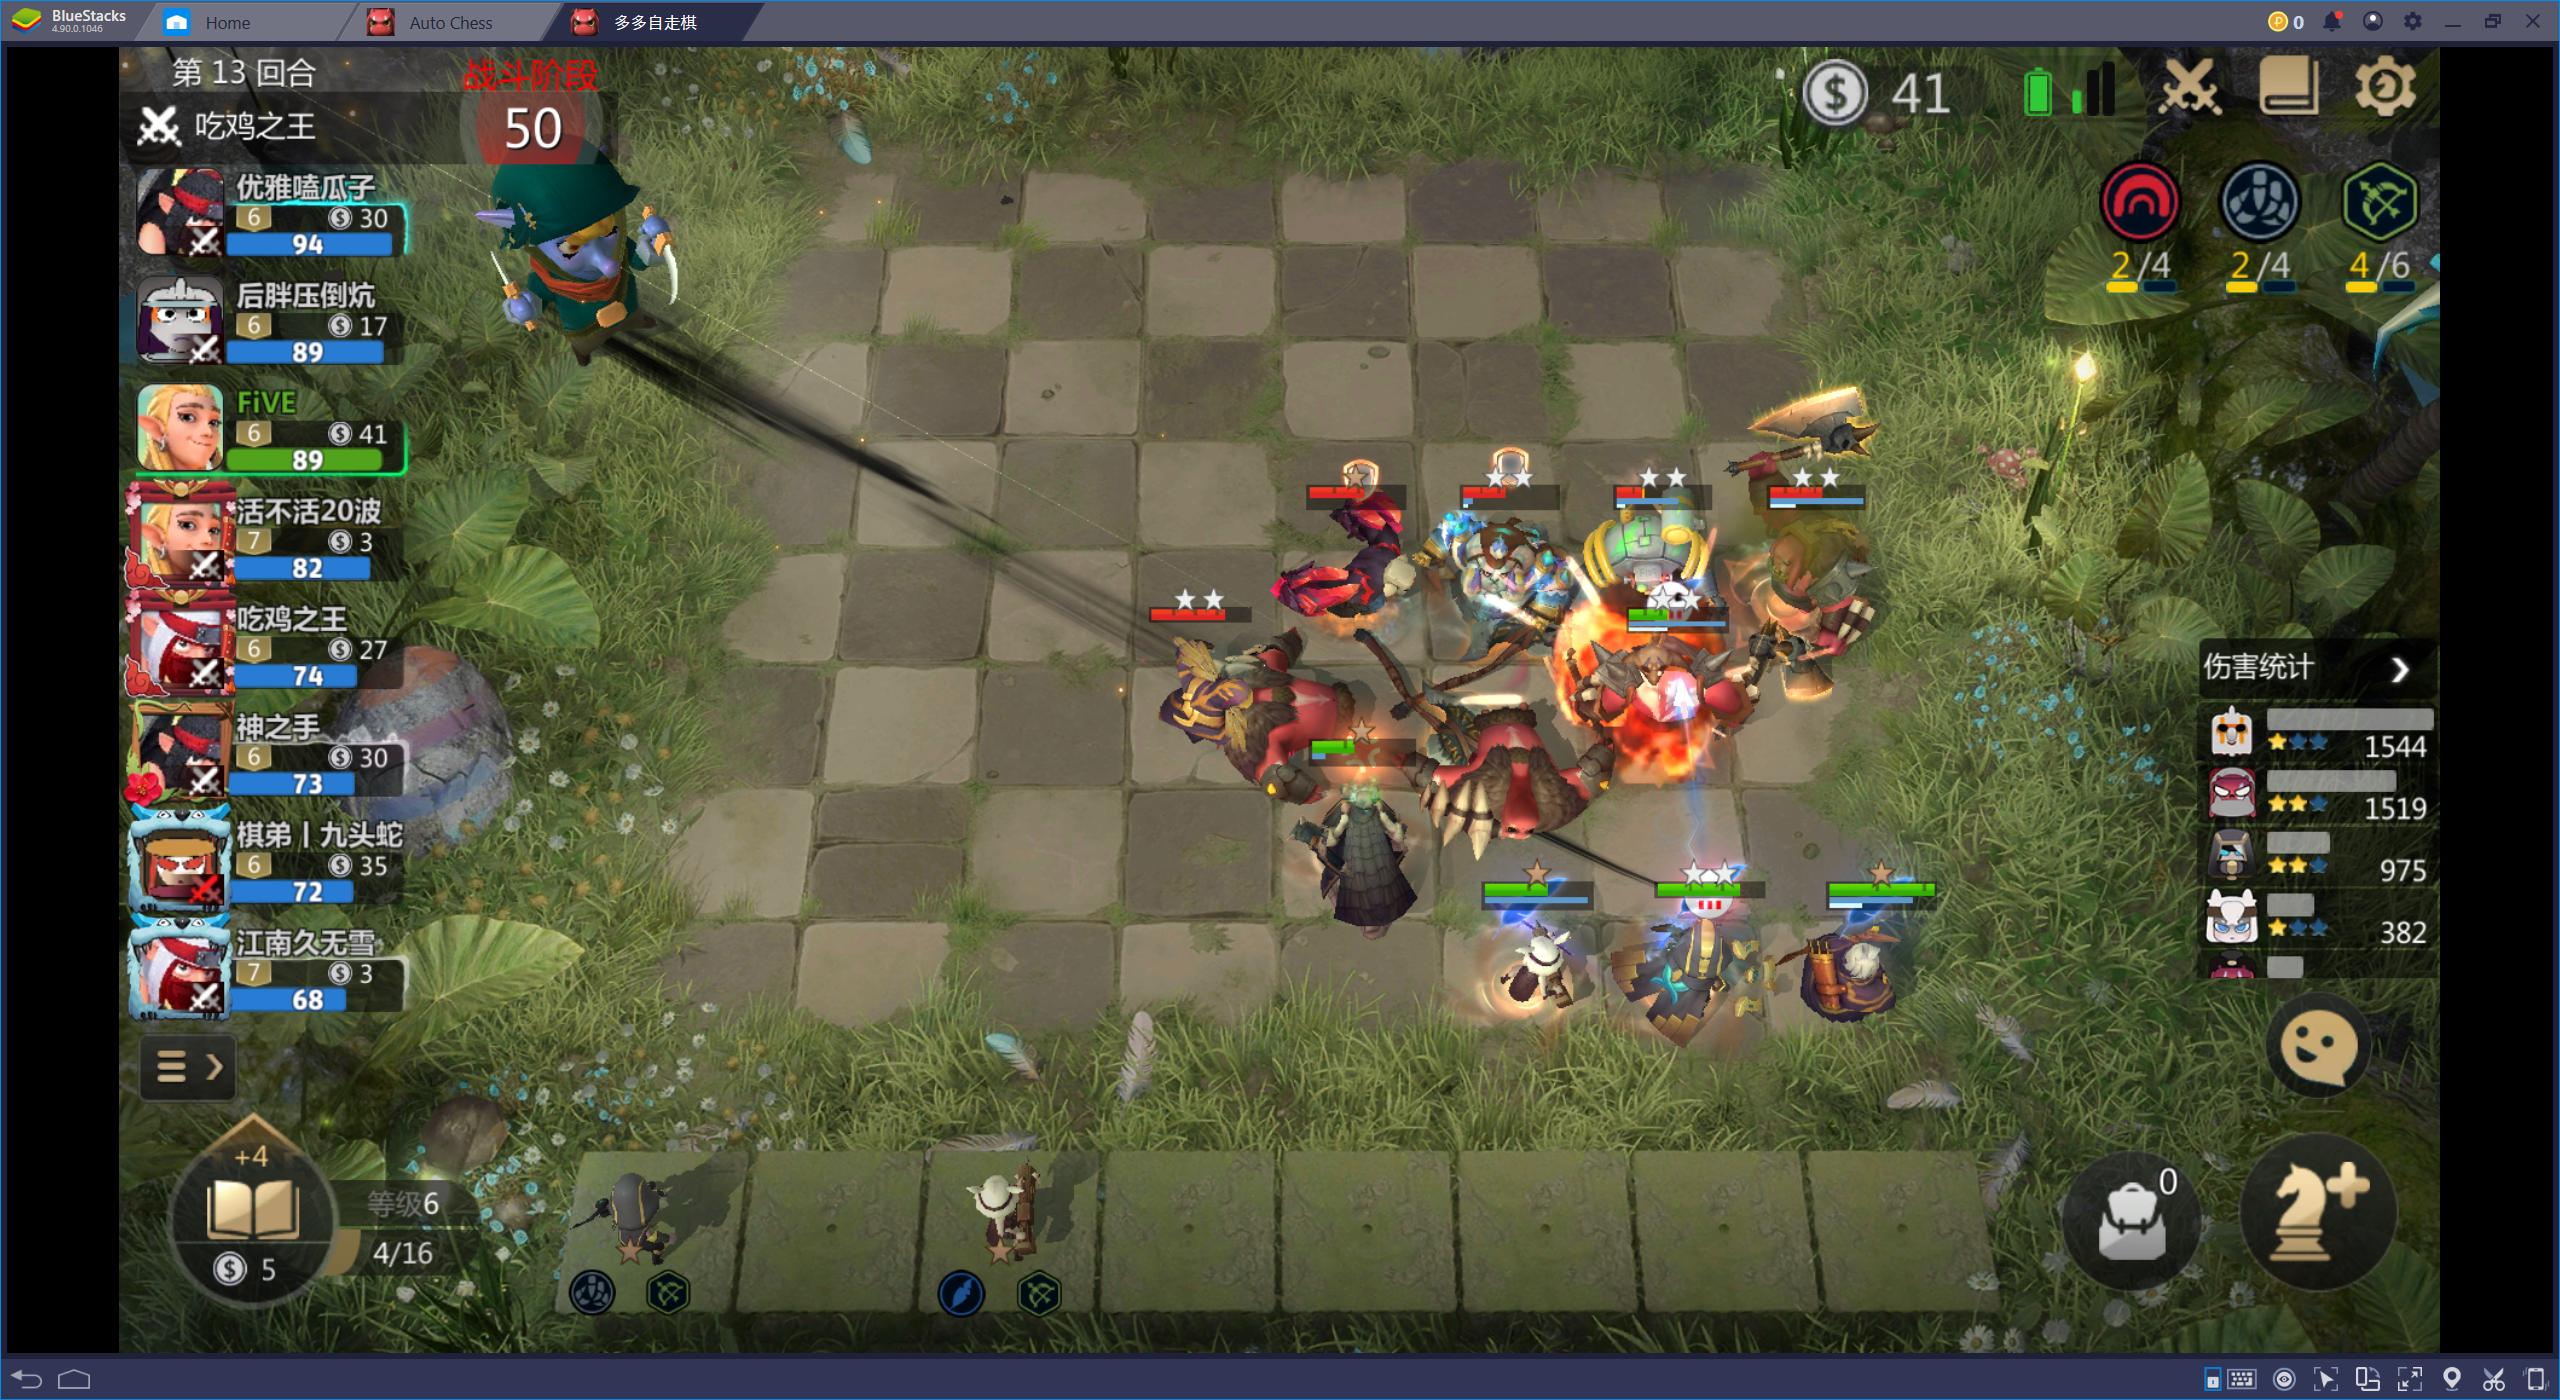 BlueStacks
4.90.0.1046
Home
Auto Chess
多多自走棋
0
第 13 回合
战斗阶段
吃鸡之王
50
41
优雅嗑瓜子
6
30
94
后胖压倒炕
6
17
89
FiVE
6
41
89
活不活20波
7
3
82
吃鸡之王
6
27
74
神之手
6
30
73
棋弟丨九头蛇
6
35
72
江南久无雪
7
3
68
2/4
2/4
4/6
伤害统计
1544
1519
975
382
+4
5
等级6
4/16
0